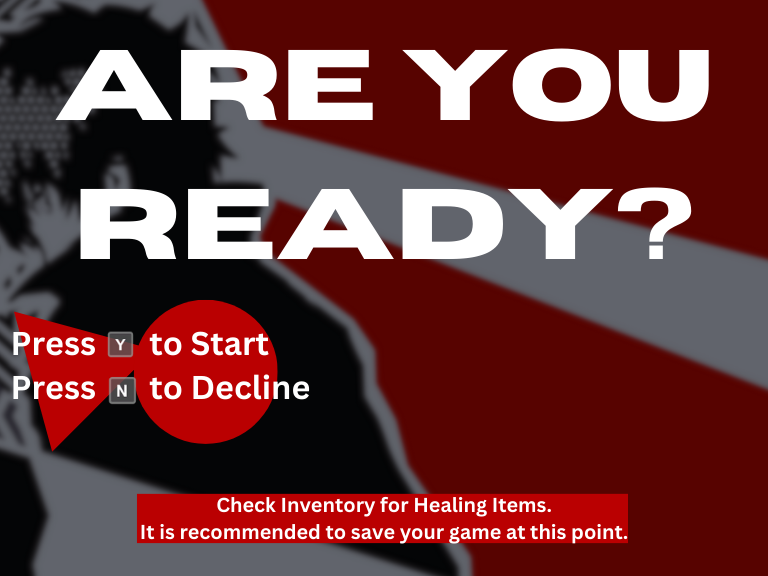 ARE YOU
READY?
Press Y to Start
Press N to Decline
Check Inventory for Healing Items.
It is recommended to save your game at this point.